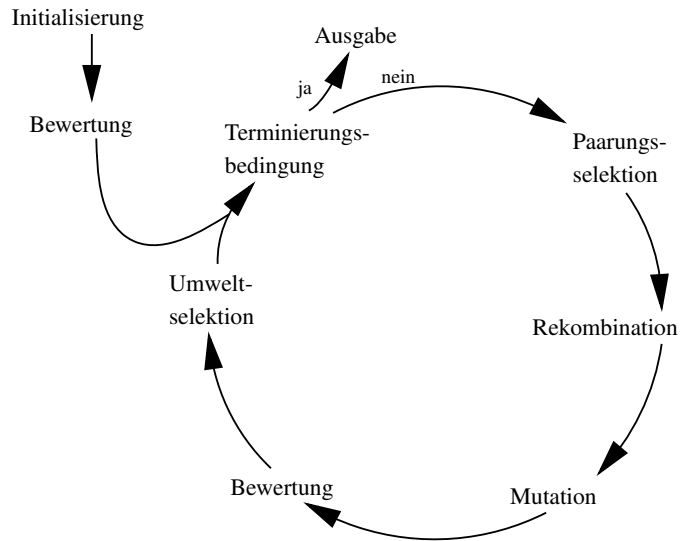 Initialisierung
Ausgabe
ja
nein
Bewertung
Terminierungs-
bedingung
Paarungs-
selektion
Umwelt-
selektion
Rekombination
Bewertung
Mutation